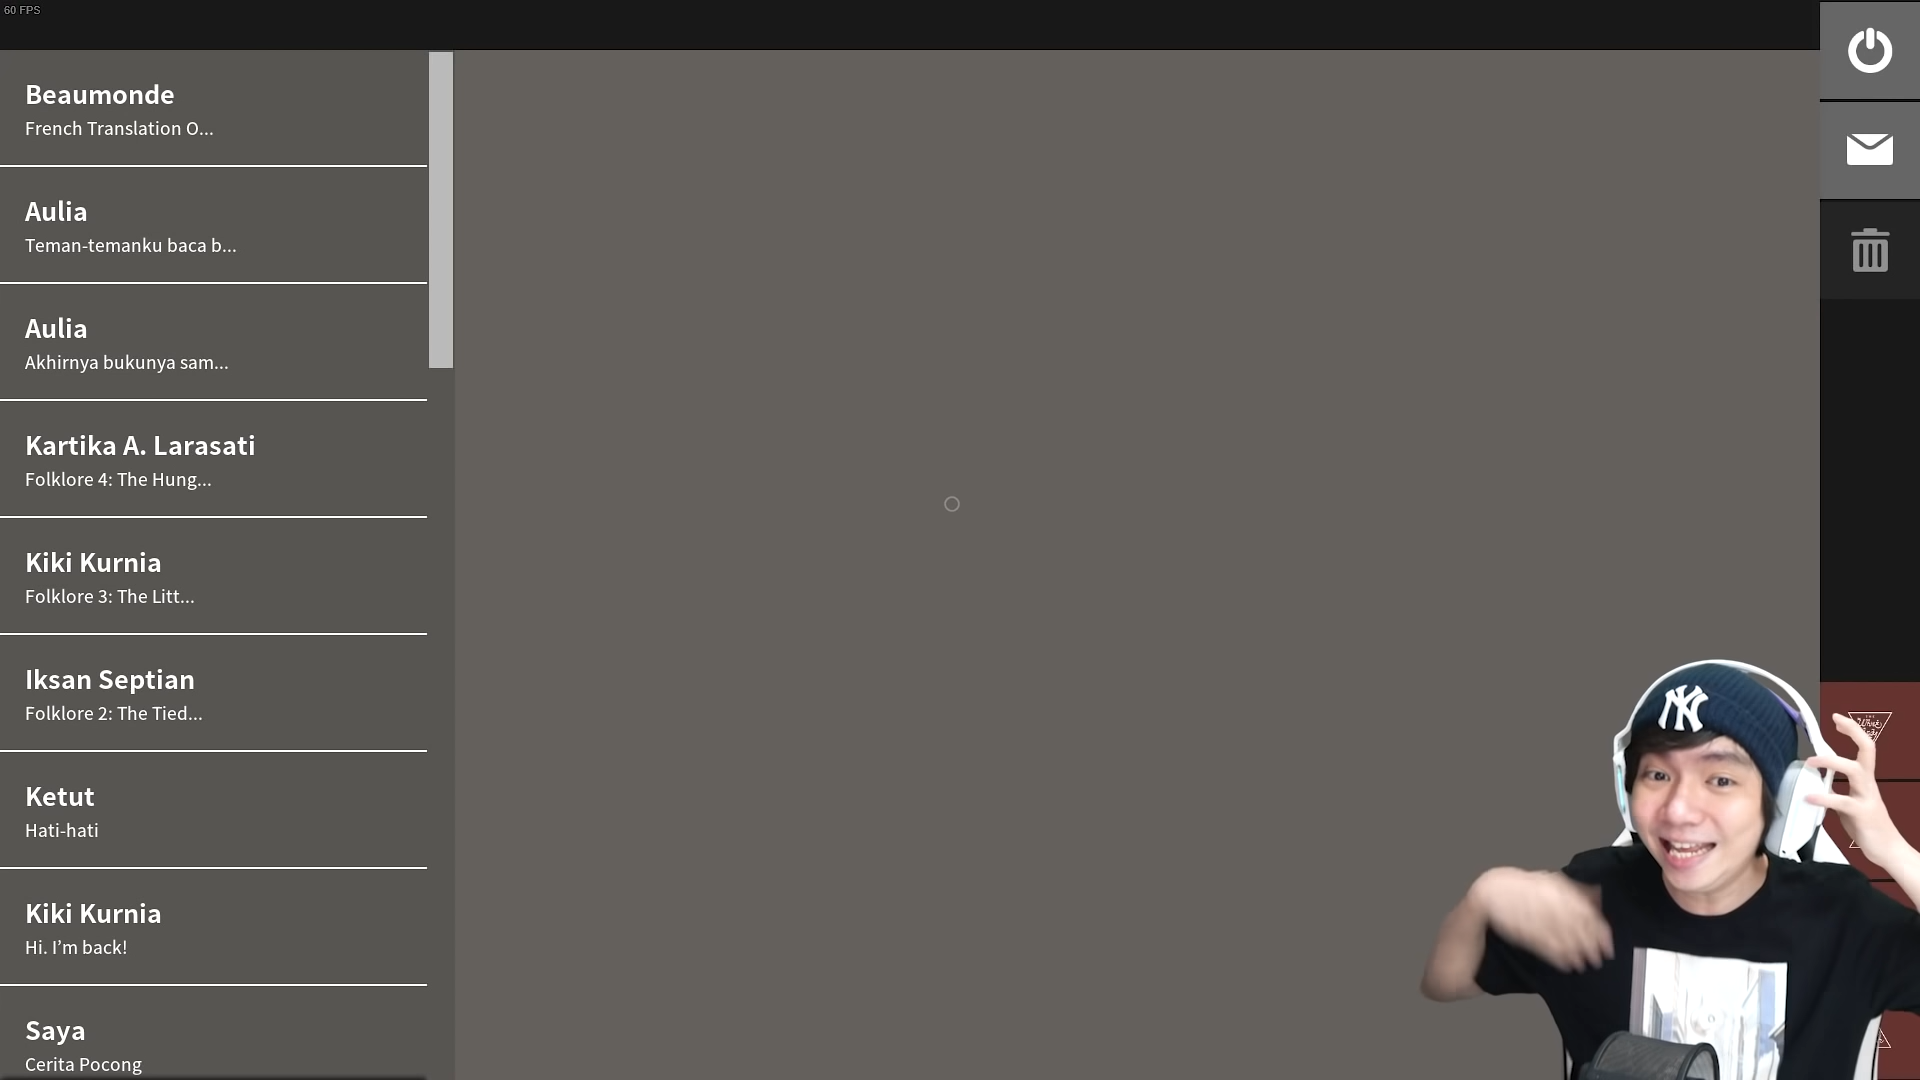 60 FPS
Beaumonde
French Translation O...
Aulia
Teman-temanku baca b...
Aulia
Akhirnya bukunya sam...
Kartika A. Larasati
Folklore 4: The Hung...
Kiki Kurnia
Folklore 3: The Litt...
Iksan Septian
Folklore 2: The Tied...
Ketut
Hati-hati
Kiki Kurnia
Hi. I’m back!
Saya
Cerita Pocong
NY